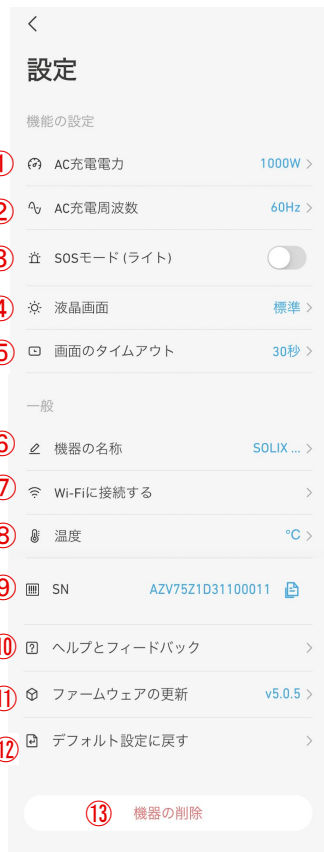 設定
機能の設定
① AC充電電力 1000W
② AC充電周波数 60Hz
③ SOSモード (ライト)
④ 液晶画面 標準
⑤ 画面のタイムアウト 30秒
一般
⑥ 機器の名称 SOLIX ...
⑦ Wi-Fiに接続する
⑧ 温度 °C
⑨ SN AZV75Z1D31100011
⑩ ヘルプとフィードバック
⑪ ファームウェアの更新 v5.0.5
⑫ デフォルト設定に戻す
⑬ 機器の削除